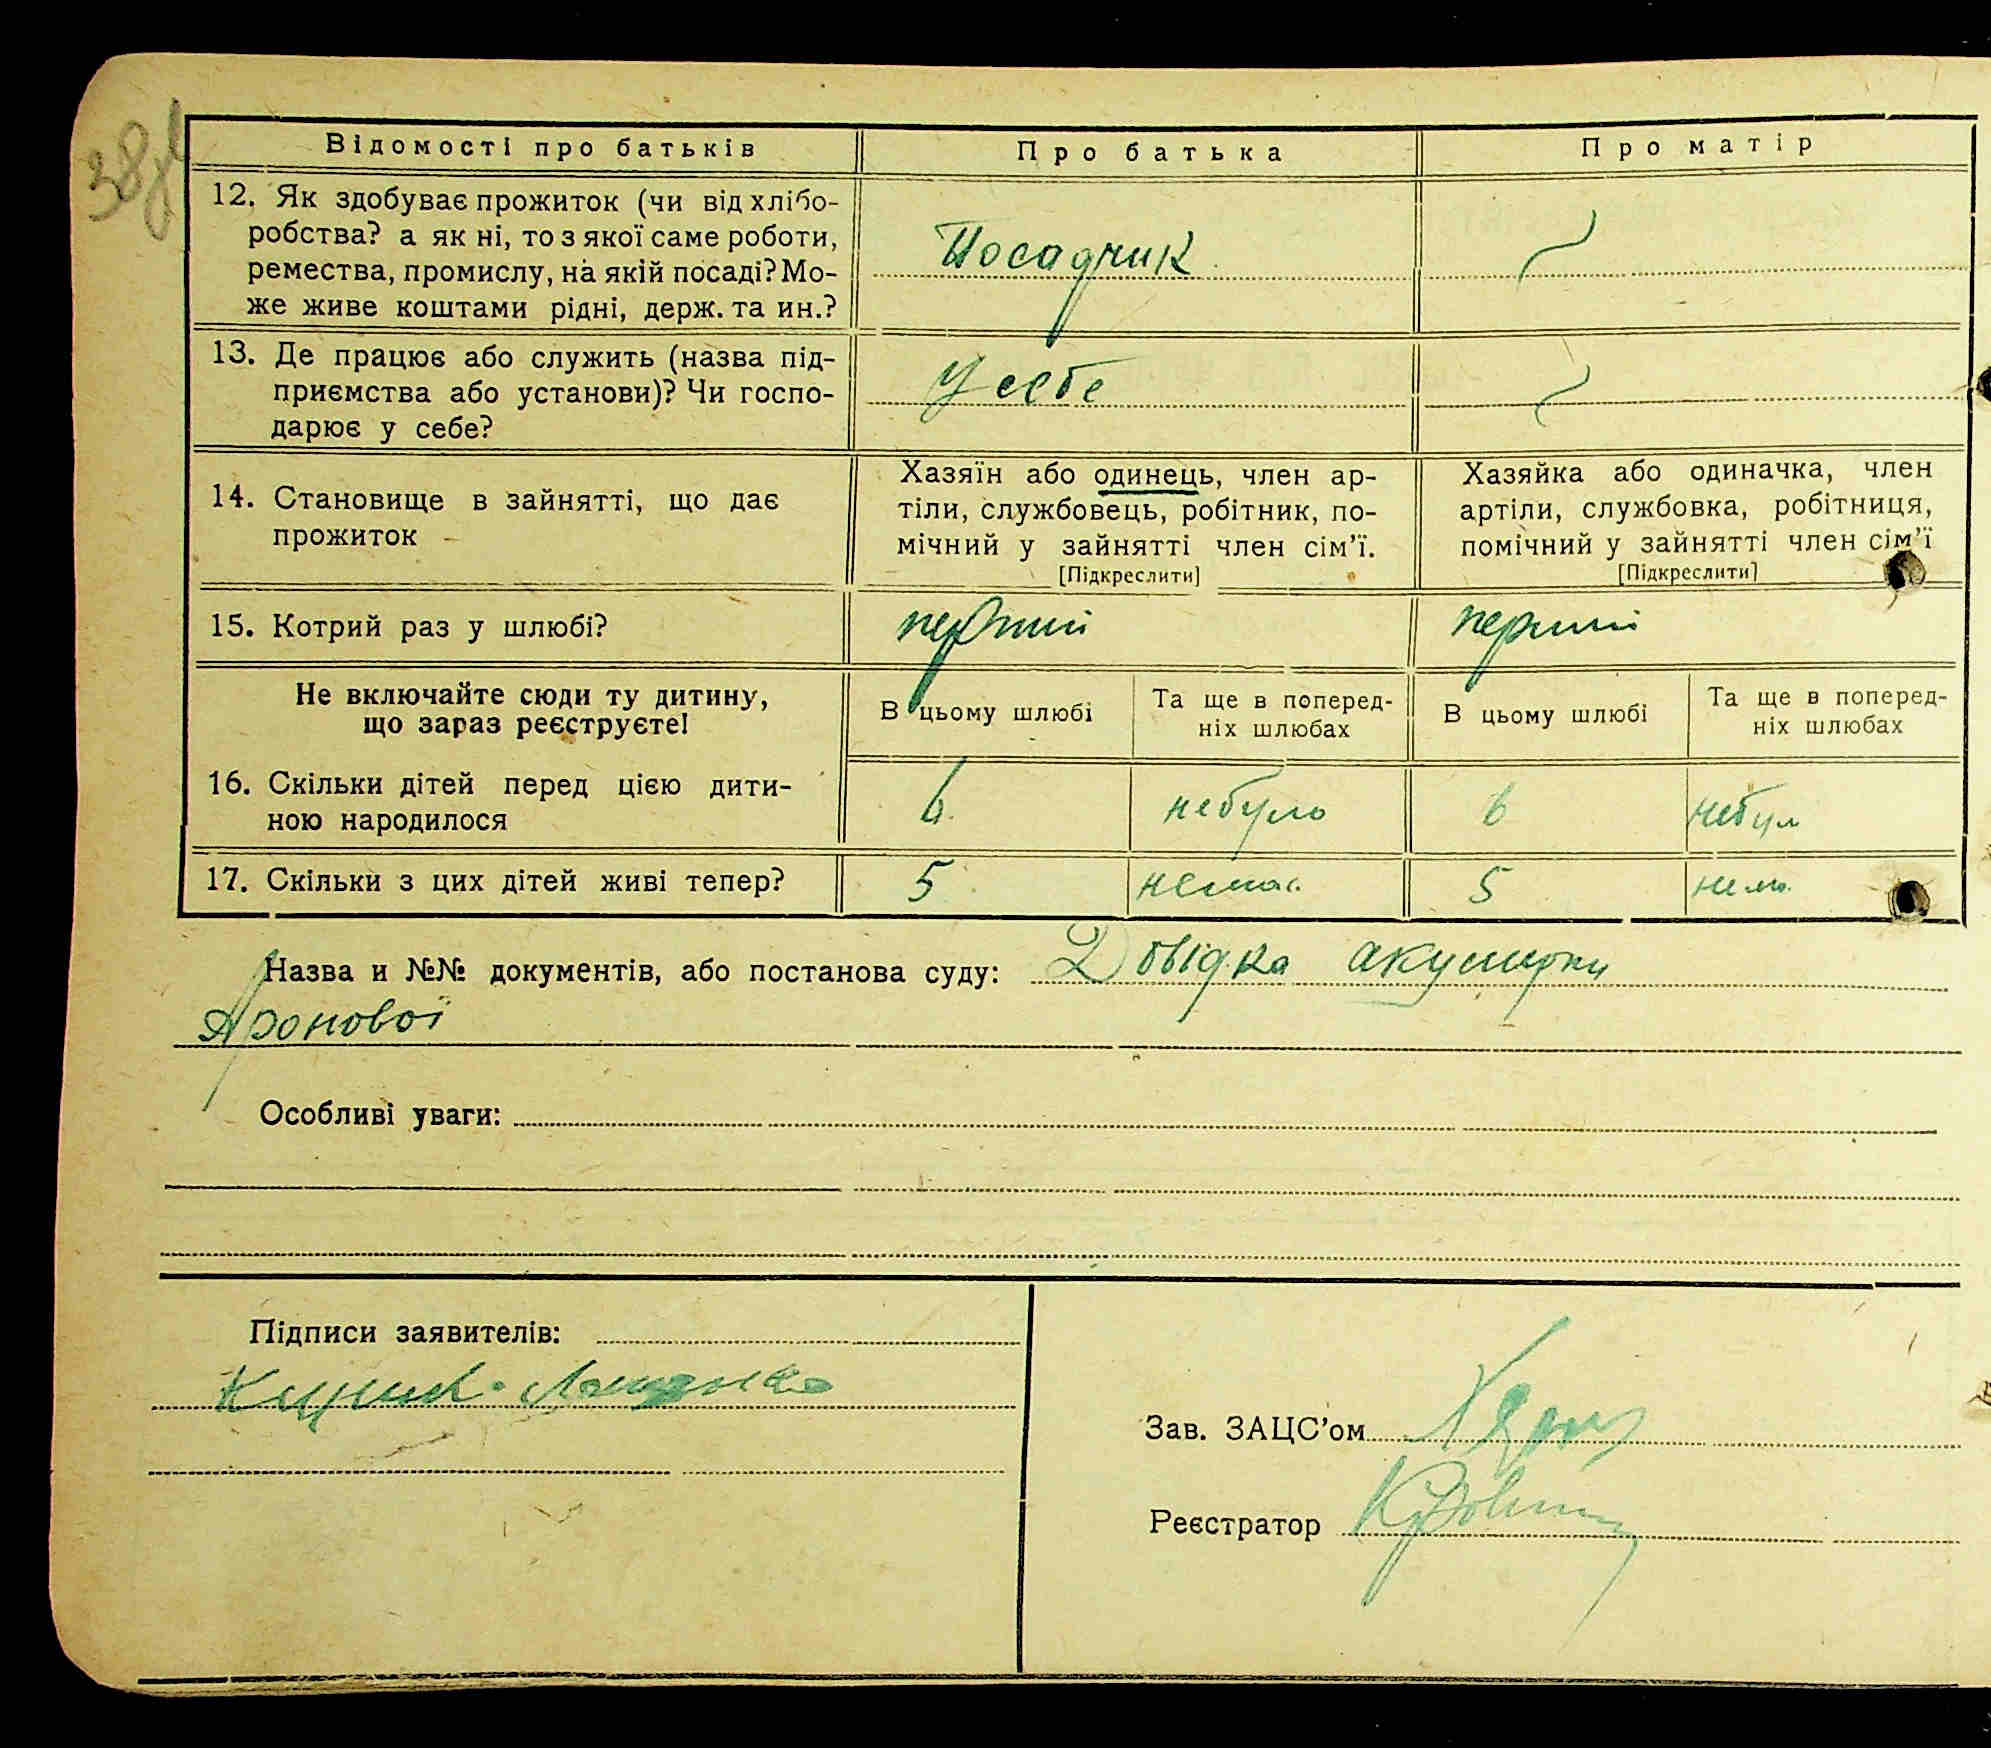 Відомості про батьків Про батька Про матір
12. Як здобуває прожиток (чи від хлібо-
робства? а як ні, то з якої саме роботи,
ремества, промислу, на якій посаді? Мо-
же живе коштами рідні, держ. та ин.?
Посадчик
13. Де працює або служить (назва під-
приємства або установи)? Чи госпо-
дарює у себе?
У себе
14. Становище в зайнятті, що дає
прожиток
Хазяїн або одинець, член ар-
тіли, службовець, робітник, по-
мічний у зайнятті член сім'ї.
[Підкреслити]
Хазяйка або одиначка, член
артіли, службовка, робітниця,
помічний у зайнятті член сім'ї
[Підкреслити]
15. Котрий раз у шлюбі? перший перший
Не включайте сюди ту дитину,
що зараз реєструєте!
В цьому шлюбі
Та ще в поперед-
ніх шлюбах
В цьому шлюбі
Та ще в поперед-
ніх шлюбах
16. Скільки дітей перед цією дити-
ною народилося
6 небуло 6
17. Скільки з цих дітей живі тепер? 5 немає 5
Назва и №№ документів, або постанова суду: Довідка акушерки
Аронової
Особливі уваги:
Підписи заявителів:
Зав. ЗАЦС'ом
Реєстратор